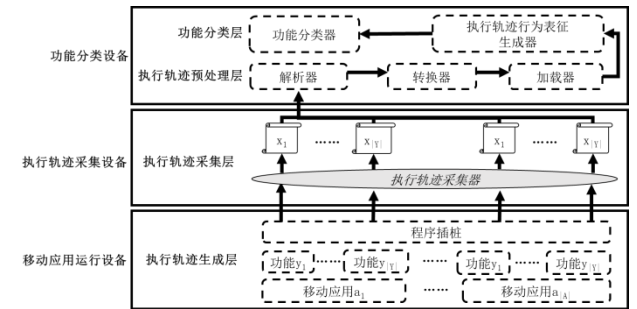 功能分类设备
功能分类层
功能分类器
执行轨迹行为表征
生成器
执行轨迹预处理层
解析器
转换器
加载器
执行轨迹采集设备
执行轨迹采集层
x₁ …… x|Y| x₁ …… x|Y|
执行轨迹采集器
移动应用运行设备
执行轨迹生成层
程序插桩
功能y₁ …… 功能y|Y| …… 功能y₁ …… 功能y|Y|
移动应用a₁ …… 移动应用a|A|